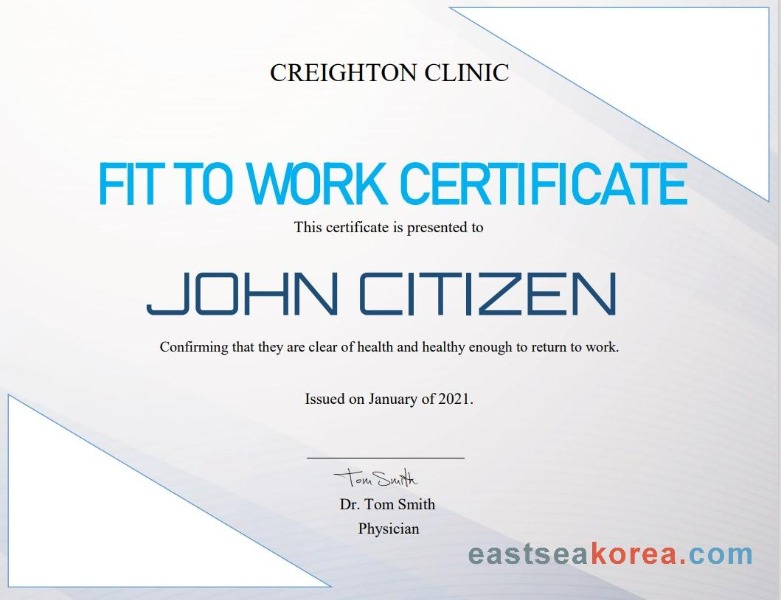 CREIGHTON CLINIC
FIT TO WORK CERTIFICATE
This certificate is presented to
JOHN CITIZEN
Confirming that they are clear of health and healthy enough to return to work.
Issued on January of 2021.
Tom Smith
Dr. Tom Smith
Physician
eastseakorea.com